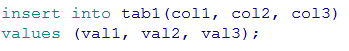 insert into tab1(col1, col2, col3)
values (val1, val2, val3);